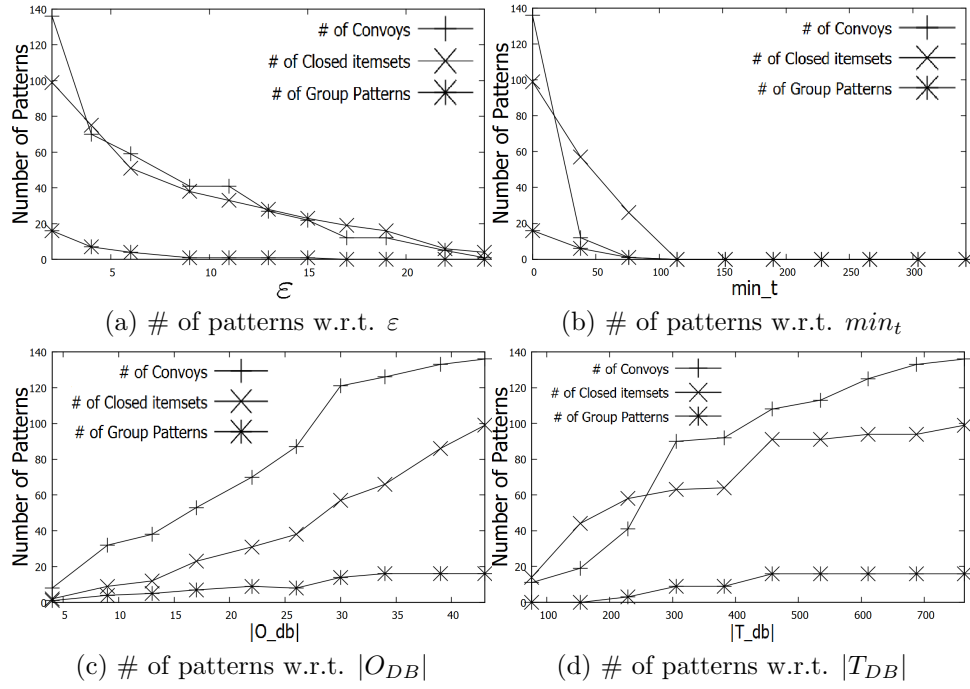 # of Convoys
# of Closed itemsets
# of Group Patterns
Number of Patterns
0
20
40
60
80
100
120
140
5
10
15
20
ε
(a) # of patterns w.r.t. ε
# of Convoys
# of Closed itemsets
# of Group Patterns
Number of Patterns
0
20
40
60
80
100
120
140
0
50
100
150
200
250
300
min_t
(b) # of patterns w.r.t. min_t
# of Convoys
# of Closed itemsets
# of Group Patterns
Number of Patterns
0
20
40
60
80
100
120
140
5
10
15
20
25
30
35
40
|O_db|
(c) # of patterns w.r.t. |O_DB|
# of Convoys
# of Closed itemsets
# of Group Patterns
Number of Patterns
0
20
40
60
80
100
120
140
100
200
300
400
500
600
700
|T_db|
(d) # of patterns w.r.t. |T_DB|